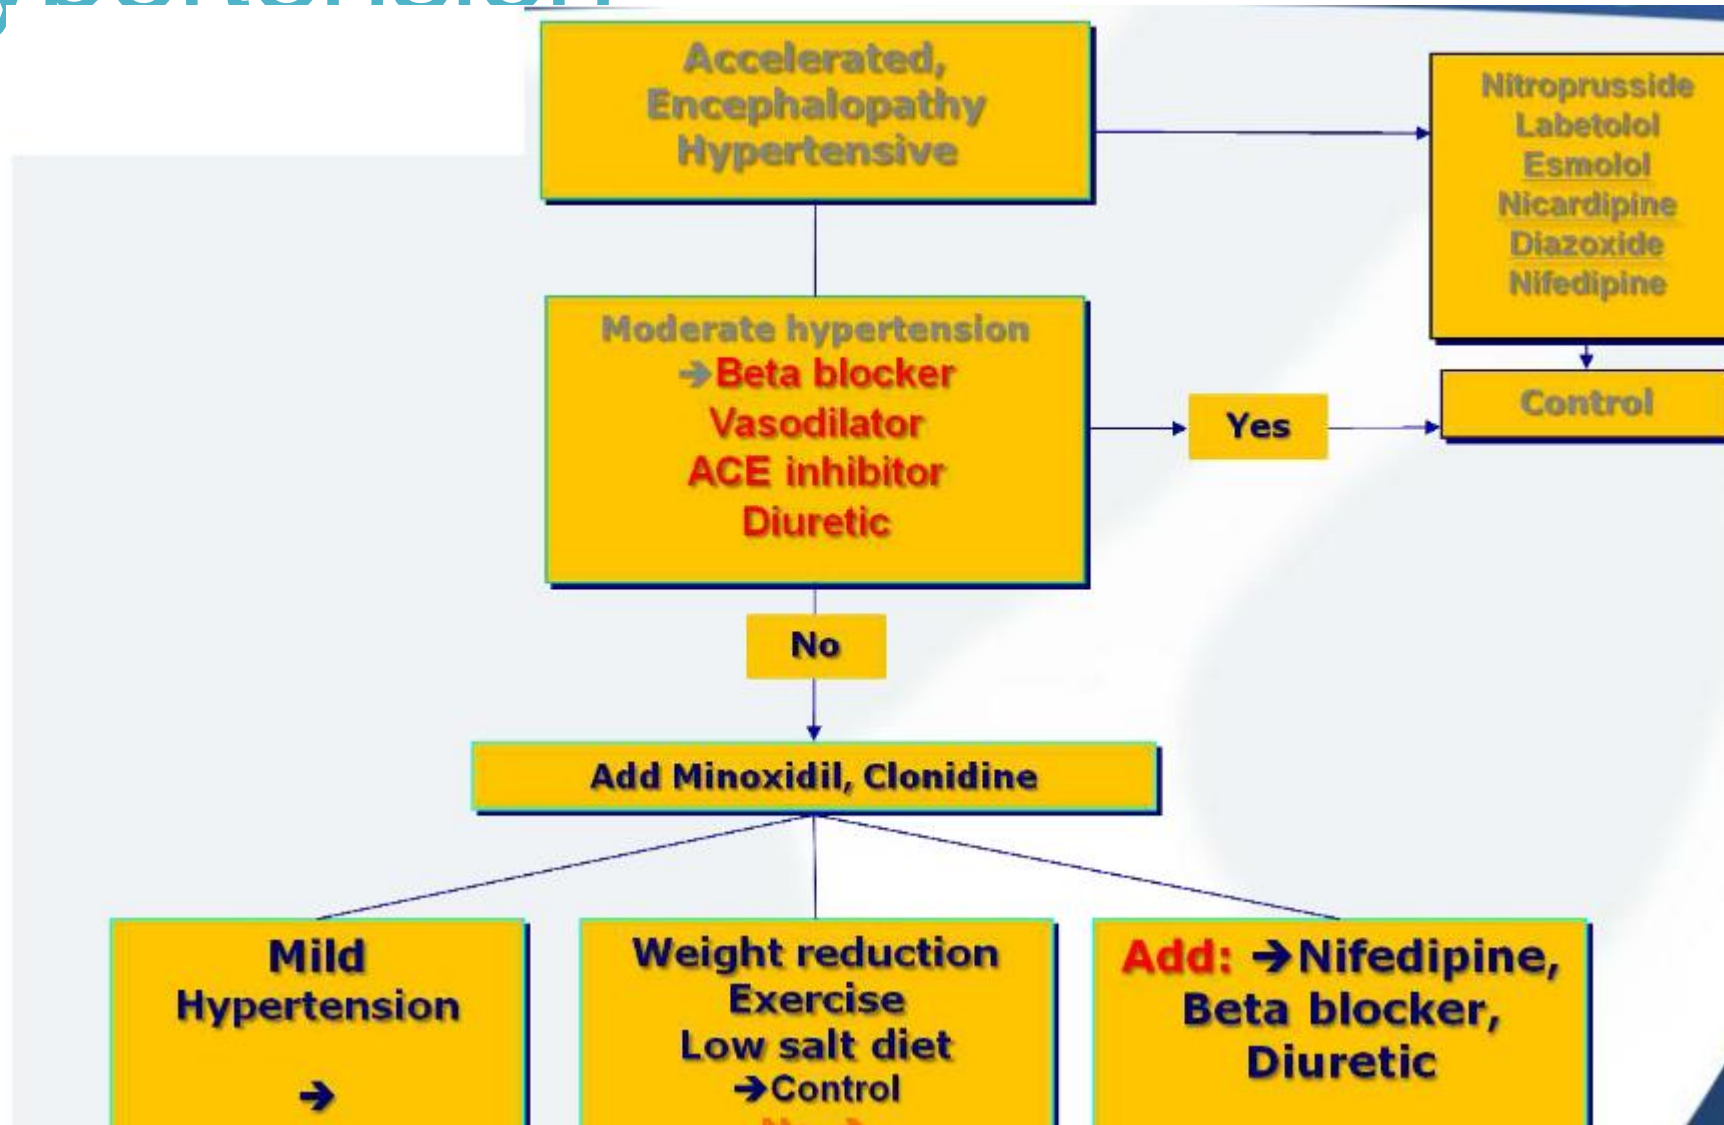 Accelerated,
Encephalopathy
Hypertensive
Nitroprusside
Labetolol
Esmolol
Nicardipine
Diazoxide
Nifedipine
Moderate hypertension
➔Beta blocker
Vasodilator
ACE inhibitor
Diuretic
Yes
Control
No
Add Minoxidil, Clonidine
Mild
Hypertension
➔
Weight reduction
Exercise
Low salt diet
➔Control
Add: ➔Nifedipine,
Beta blocker,
Diuretic